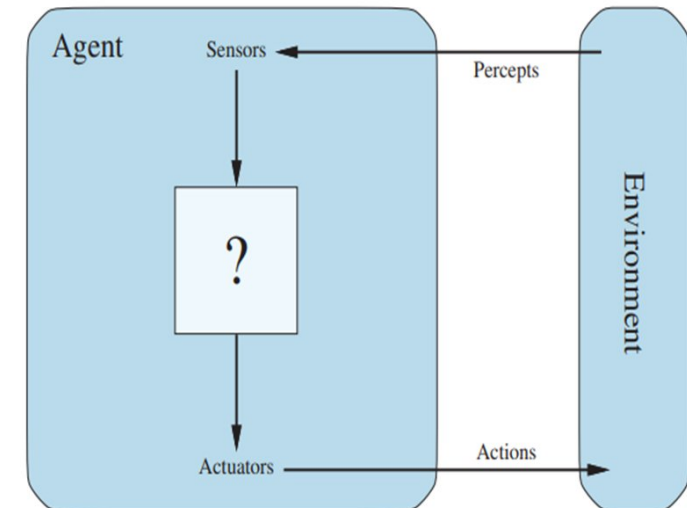 Agent
Sensors
Percepts
?
Environment
Actuators
Actions